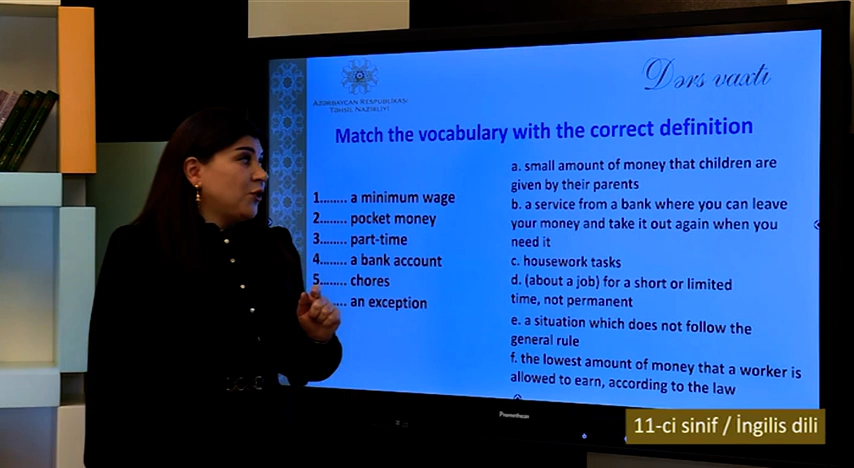 AZƏRBAYCAN RESPUBLİKASI
TƏHSİL NAZİRLİYİ
Dərs vaxtı
Match the vocabulary with the correct definition
1........ a minimum wage
2........ pocket money
3........ part-time
4........ a bank account
5........ chores
.... an exception
a. small amount of money that children are
given by their parents
b. a service from a bank where you can leave
your money and take it out again when you
need it
c. housework tasks
d. (about a job) for a short or limited
time, not permanent
e. a situation which does not follow the
general rule
f. the lowest amount of money that a worker is
allowed to earn, according to the law
Promethean
11-ci sinif / İngilis dili